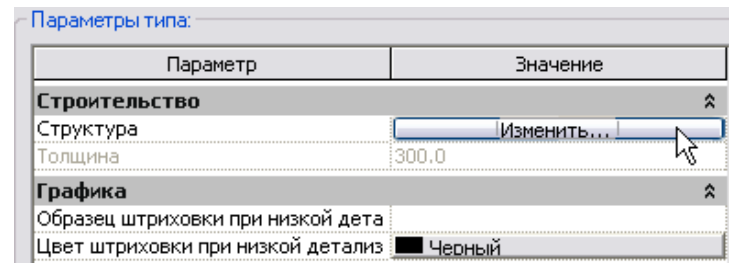 Параметры типа:
Параметр Значение
Строительство
Структура Изменить...
Толщина 300.0
Графика
Образец штриховки при низкой дета
Цвет штриховки при низкой детализ Черный